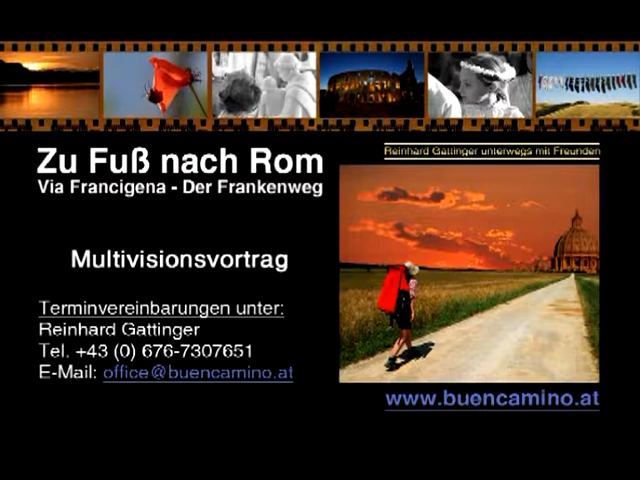 Zu Fuß nach Rom
Via Francigena - Der Frankenweg
Reinhard Gattinger unterwegs mit Freunden
Multivisionsvortrag
Terminvereinbarungen unter:
Reinhard Gattinger
Tel. +43 (0) 676-7307651
E-Mail: office@buencamino.at
www.buencamino.at